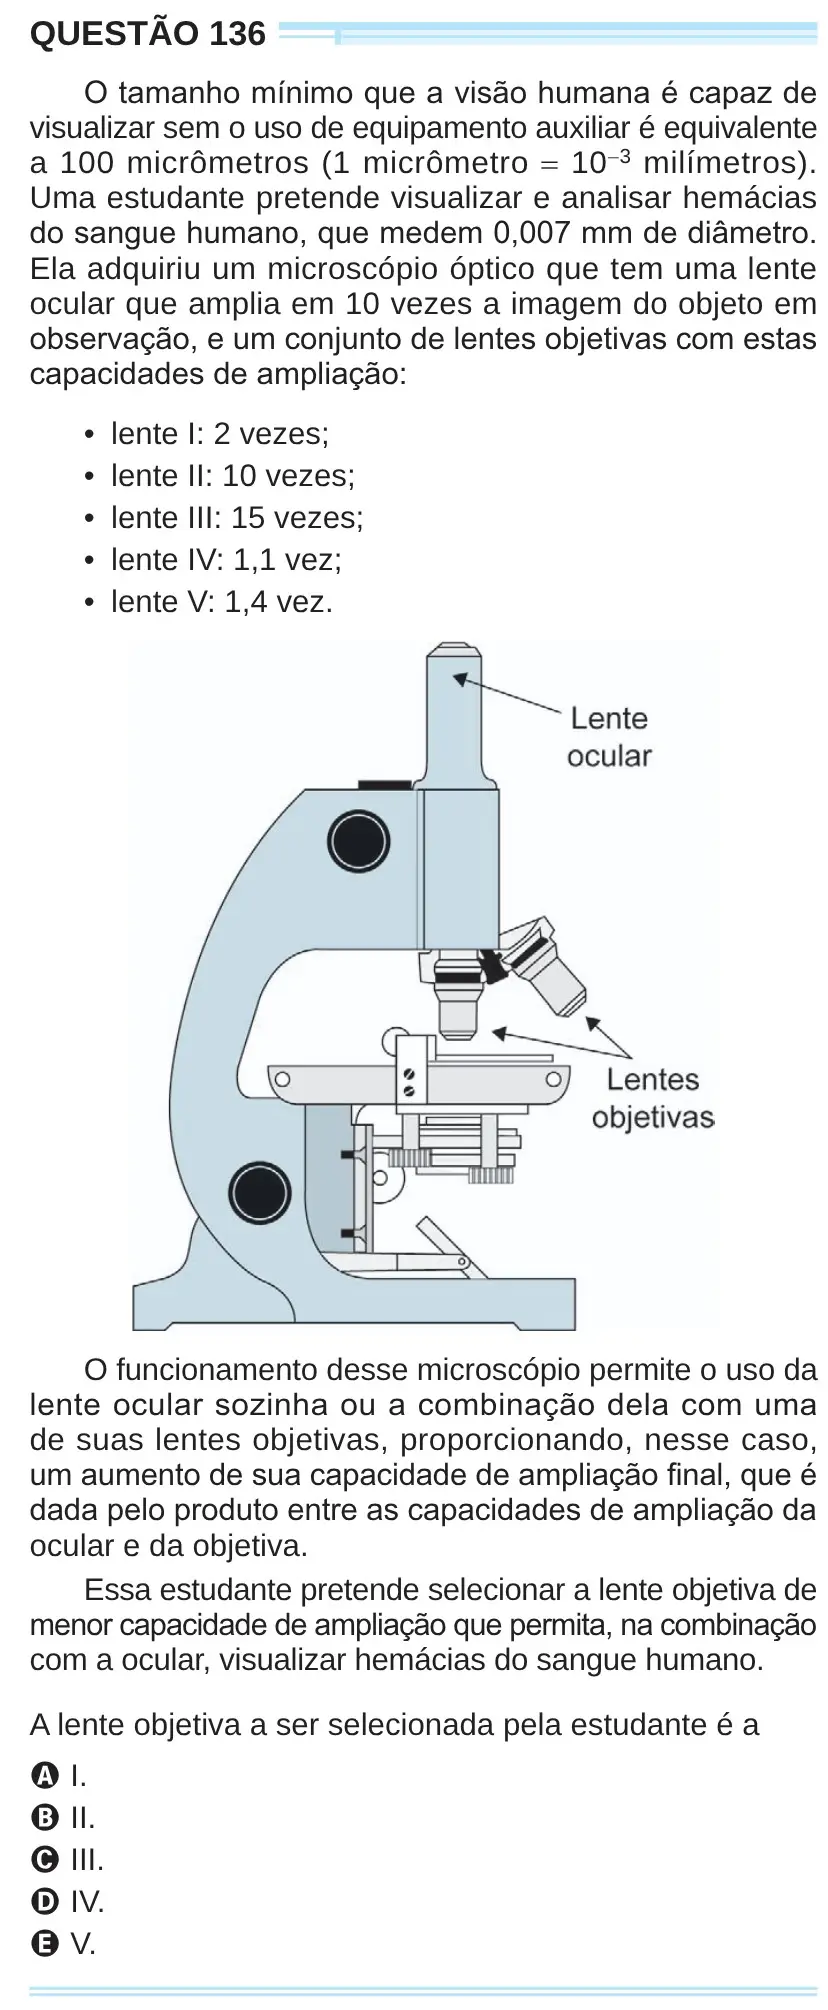 QUESTÃO 136
O tamanho mínimo que a visão humana é capaz de
visualizar sem o uso de equipamento auxiliar é equivalente
a 100 micrômetros (1 micrômetro = 10⁻³ milímetros).
Uma estudante pretende visualizar e analisar hemácias
do sangue humano, que medem 0,007 mm de diâmetro.
Ela adquiriu um microscópio óptico que tem uma lente
ocular que amplia em 10 vezes a imagem do objeto em
observação, e um conjunto de lentes objetivas com estas
capacidades de ampliação:
• lente I: 2 vezes;
• lente II: 10 vezes;
• lente III: 15 vezes;
• lente IV: 1,1 vez;
• lente V: 1,4 vez.
Lente
ocular
Lentes
objetivas
O funcionamento desse microscópio permite o uso da
lente ocular sozinha ou a combinação dela com uma
de suas lentes objetivas, proporcionando, nesse caso,
um aumento de sua capacidade de ampliação final, que é
dada pelo produto entre as capacidades de ampliação da
ocular e da objetiva.
Essa estudante pretende selecionar a lente objetiva de
menor capacidade de ampliação que permita, na combinação
com a ocular, visualizar hemácias do sangue humano.
A lente objetiva a ser selecionada pela estudante é a
A I.
B II.
C III.
D IV.
E V.